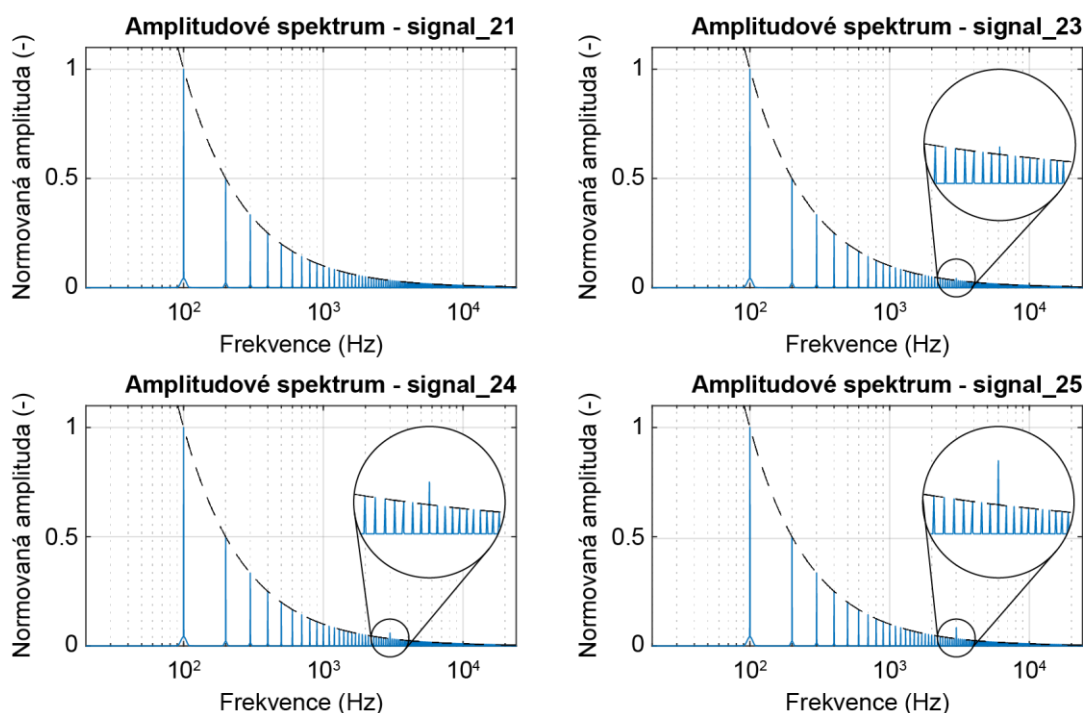 Amplitudové spektrum - signal_21
Normovaná amplituda (-)
1
0.5
0
10²
10³
10⁴
Frekvence (Hz)
Amplitudové spektrum - signal_23
Normovaná amplituda (-)
1
0.5
0
10²
10³
10⁴
Frekvence (Hz)
Amplitudové spektrum - signal_24
Normovaná amplituda (-)
1
0.5
0
10²
10³
10⁴
Frekvence (Hz)
Amplitudové spektrum - signal_25
Normovaná amplituda (-)
1
0.5
0
10²
10³
10⁴
Frekvence (Hz)